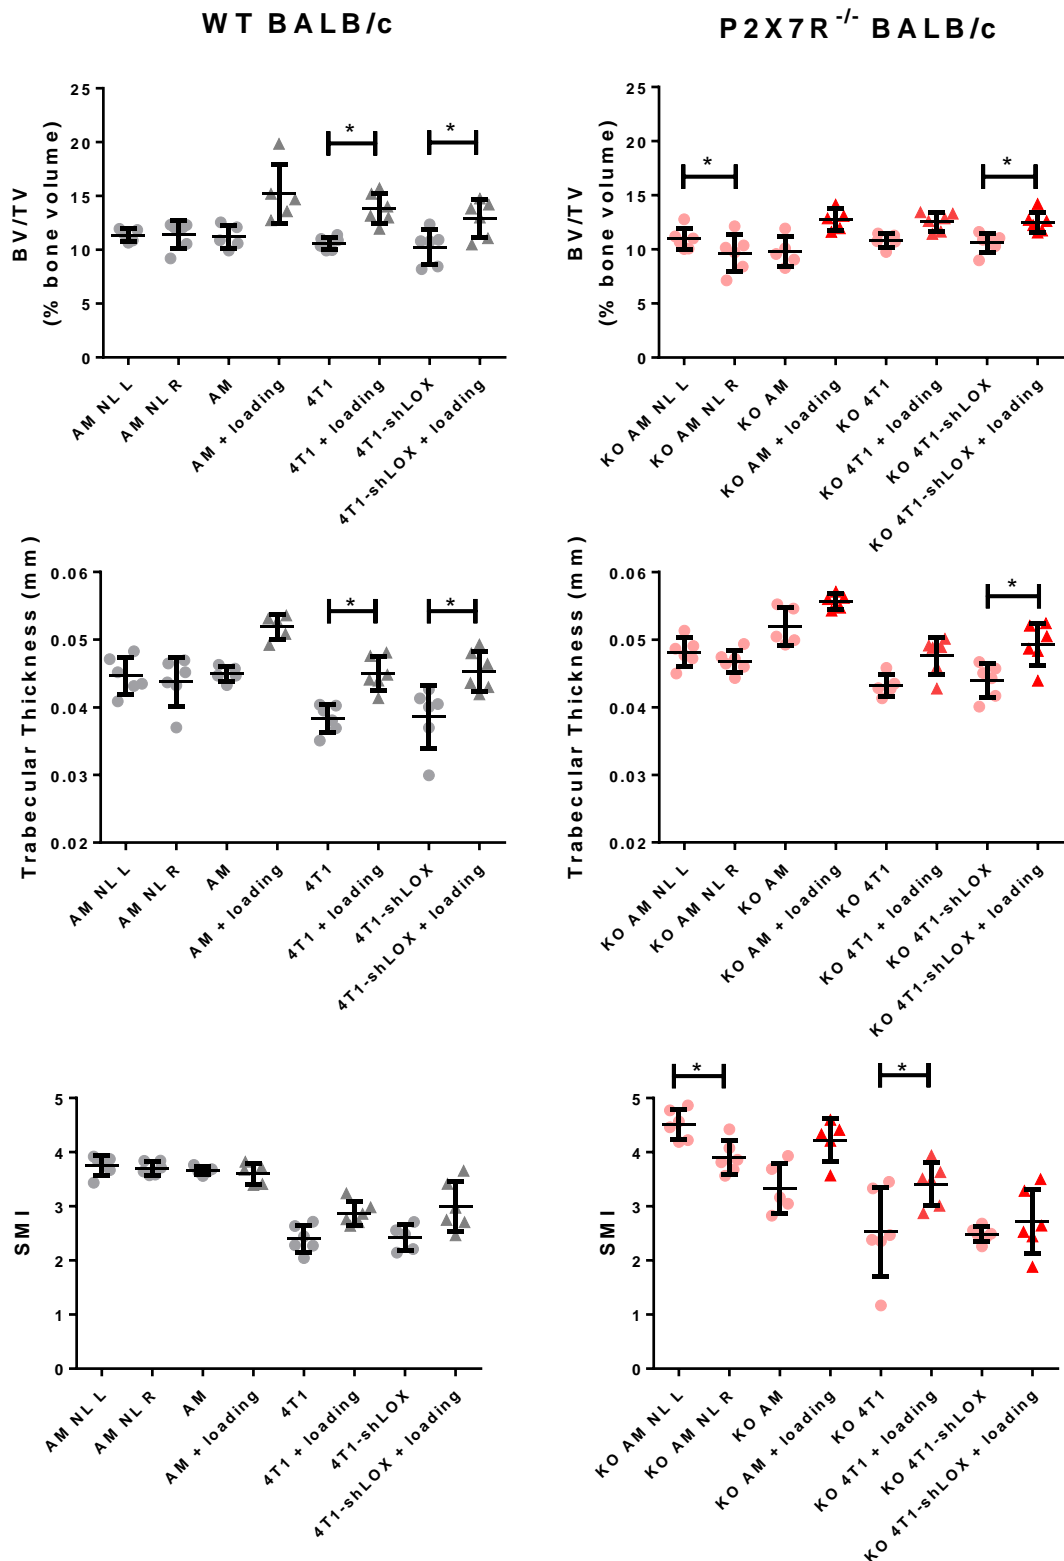 WT BALB/c
P2X7R-/- BALB/c
BV/TV
(% bone volume)
25
20
15
10
5
0
*
*
AM NL L
AM NL R
AM
AM + loading
4T1
4T1 + loading
4T1-shLOX
4T1-shLOX + loading
BV/TV
(% bone volume)
25
20
15
10
5
0
*
*
KO AM NL L
KO AM NL R
KO AM
KO AM + loading
KO 4T1
KO 4T1 + loading
KO 4T1-shLOX
KO 4T1-shLOX + loading
Trabecular Thickness (mm)
0.06
0.05
0.04
0.03
0.02
*
*
AM NL L
AM NL R
AM
AM + loading
4T1
4T1 + loading
4T1-shLOX
4T1-shLOX + loading
Trabecular Thickness (mm)
0.06
0.05
0.04
0.03
0.02
*
KO AM NL L
KO AM NL R
KO AM
KO AM + loading
KO 4T1
KO 4T1 + loading
KO 4T1-shLOX
KO 4T1-shLOX + loading
SMI
5
4
3
2
1
0
AM NL L
AM NL R
AM
AM + loading
4T1
4T1 + loading
4T1-shLOX
4T1-shLOX + loading
SMI
5
4
3
2
1
0
*
*
KO AM NL L
KO AM NL R
KO AM
KO AM + loading
KO 4T1
KO 4T1 + loading
KO 4T1-shLOX
KO 4T1-shLOX + loading